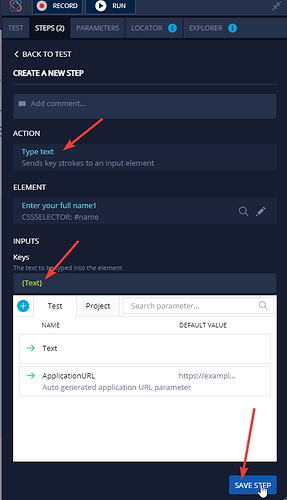 RECORD RUN
TEST STEPS (2) PARAMETERS LOCATOR EXPLORER
BACK TO TEST
CREATE A NEW STEP
Add comment...
ACTION
Type text
Sends key strokes to an input element
ELEMENT
Enter your full name1
CSSSELECTOR: #name
INPUTS
Keys
The text to be typed into the element
{Text}
Test Project Search parameter...
NAME DEFAULT VALUE
Text
ApplicationURL https://exampl...
Auto generated application URL parameter
SAVE STEP